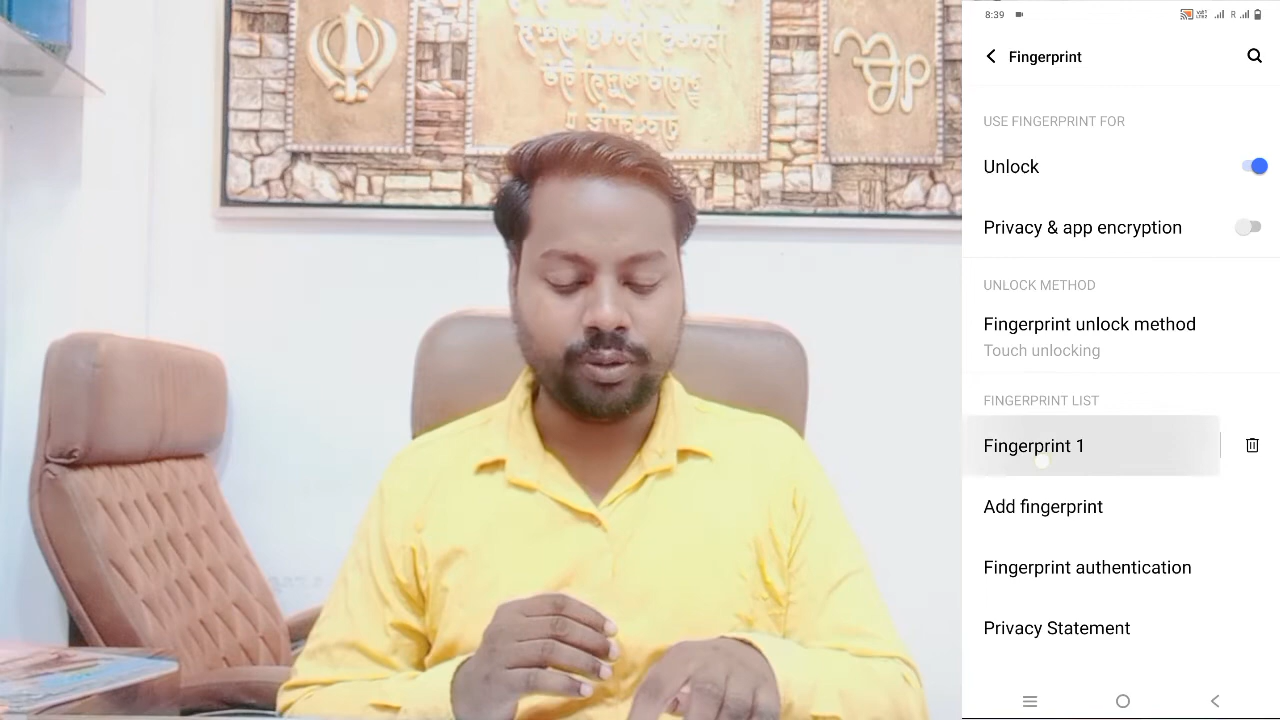 8:39
Fingerprint
USE FINGERPRINT FOR
Unlock
Privacy & app encryption
UNLOCK METHOD
Fingerprint unlock method
Touch unlocking
FINGERPRINT LIST
Fingerprint 1
Add fingerprint
Fingerprint authentication
Privacy Statement